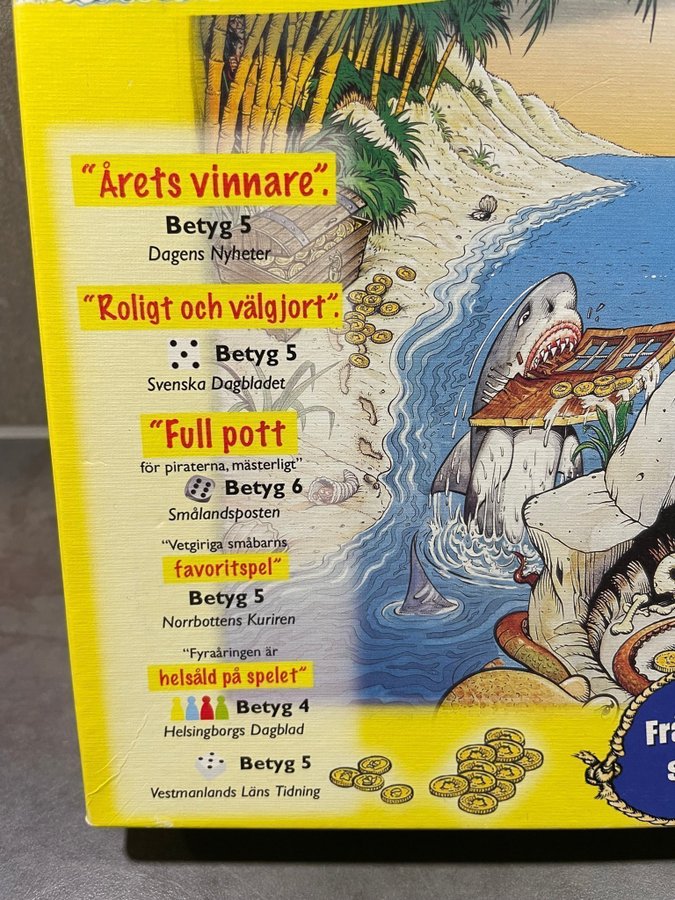 "Årets vinnare".
Betyg 5
Dagens Nyheter
"Roligt och välgjort".
Betyg 5
Svenska Dagbladet
"Full pott
för piraterna, mästerligt"
Betyg 6
Smålandsposten
"Vetgiriga småbarns
favoritspel"
Betyg 5
Norrbottens Kuriren
"Fyraåringen är
helsåld på spelet"
Betyg 4
Helsingborgs Dagblad
Betyg 5
Vestmanlands Läns Tidning